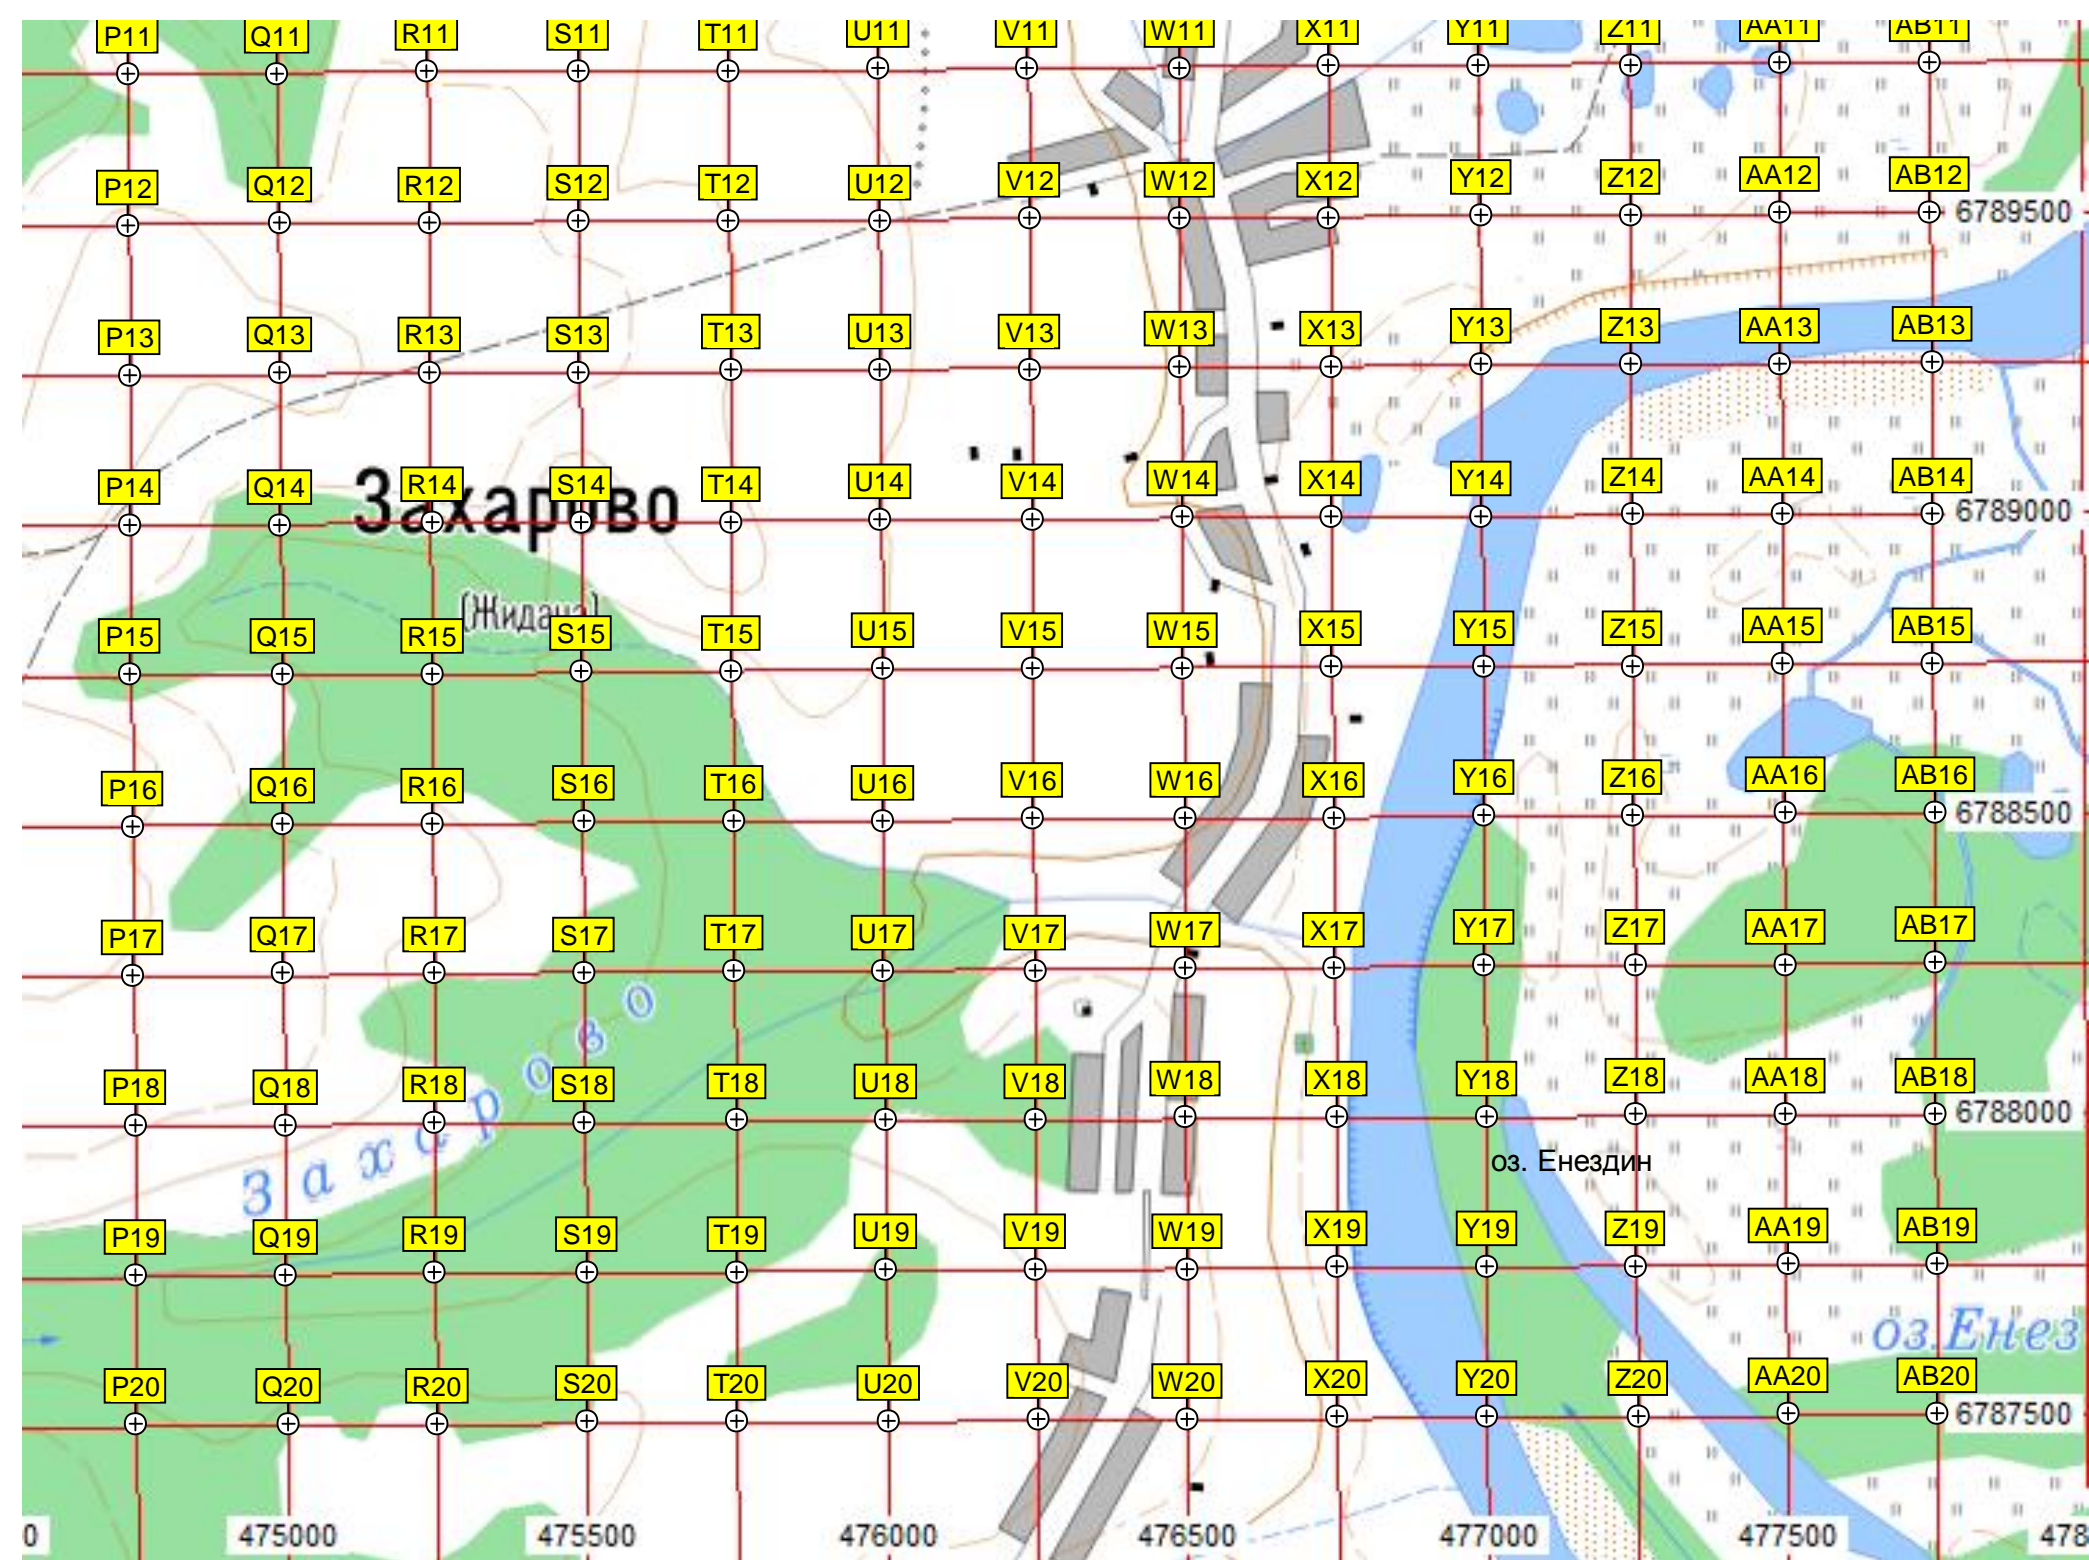 P11 Q11 R11 S11 T11 U11 V11 W11 X11 Y11 Z11 AA11 AB11
P12 Q12 R12 S12 T12 U12 V12 W12 X12 Y12 Z12 AA12 AB12
6789500
P13 Q13 R13 S13 T13 U13 V13 W13 X13 Y13 Z13 AA13 AB13
P14 Q14 R14 S14 T14 U14 V14 W14 X14 Y14 Z14 AA14 AB14
Захарово 6789000
(Жидача)
P15 Q15 R15 S15 T15 U15 V15 W15 X15 Y15 Z15 AA15 AB15
P16 Q16 R16 S16 T16 U16 V16 W16 X16 Y16 Z16 AA16 AB16
6788500
P17 Q17 R17 S17 T17 U17 V17 W17 X17 Y17 Z17 AA17 AB17
Захарово
P18 Q18 R18 S18 T18 U18 V18 W18 X18 Y18 Z18 AA18 AB18
6788000
оз. Енездин
P19 Q19 R19 S19 T19 U19 V19 W19 X19 Y19 Z19 AA19 AB19
оз.Енез
P20 Q20 R20 S20 T20 U20 V20 W20 X20 Y20 Z20 AA20 AB20
6787500
0 475000 475500 476000 476500 477000 477500 478